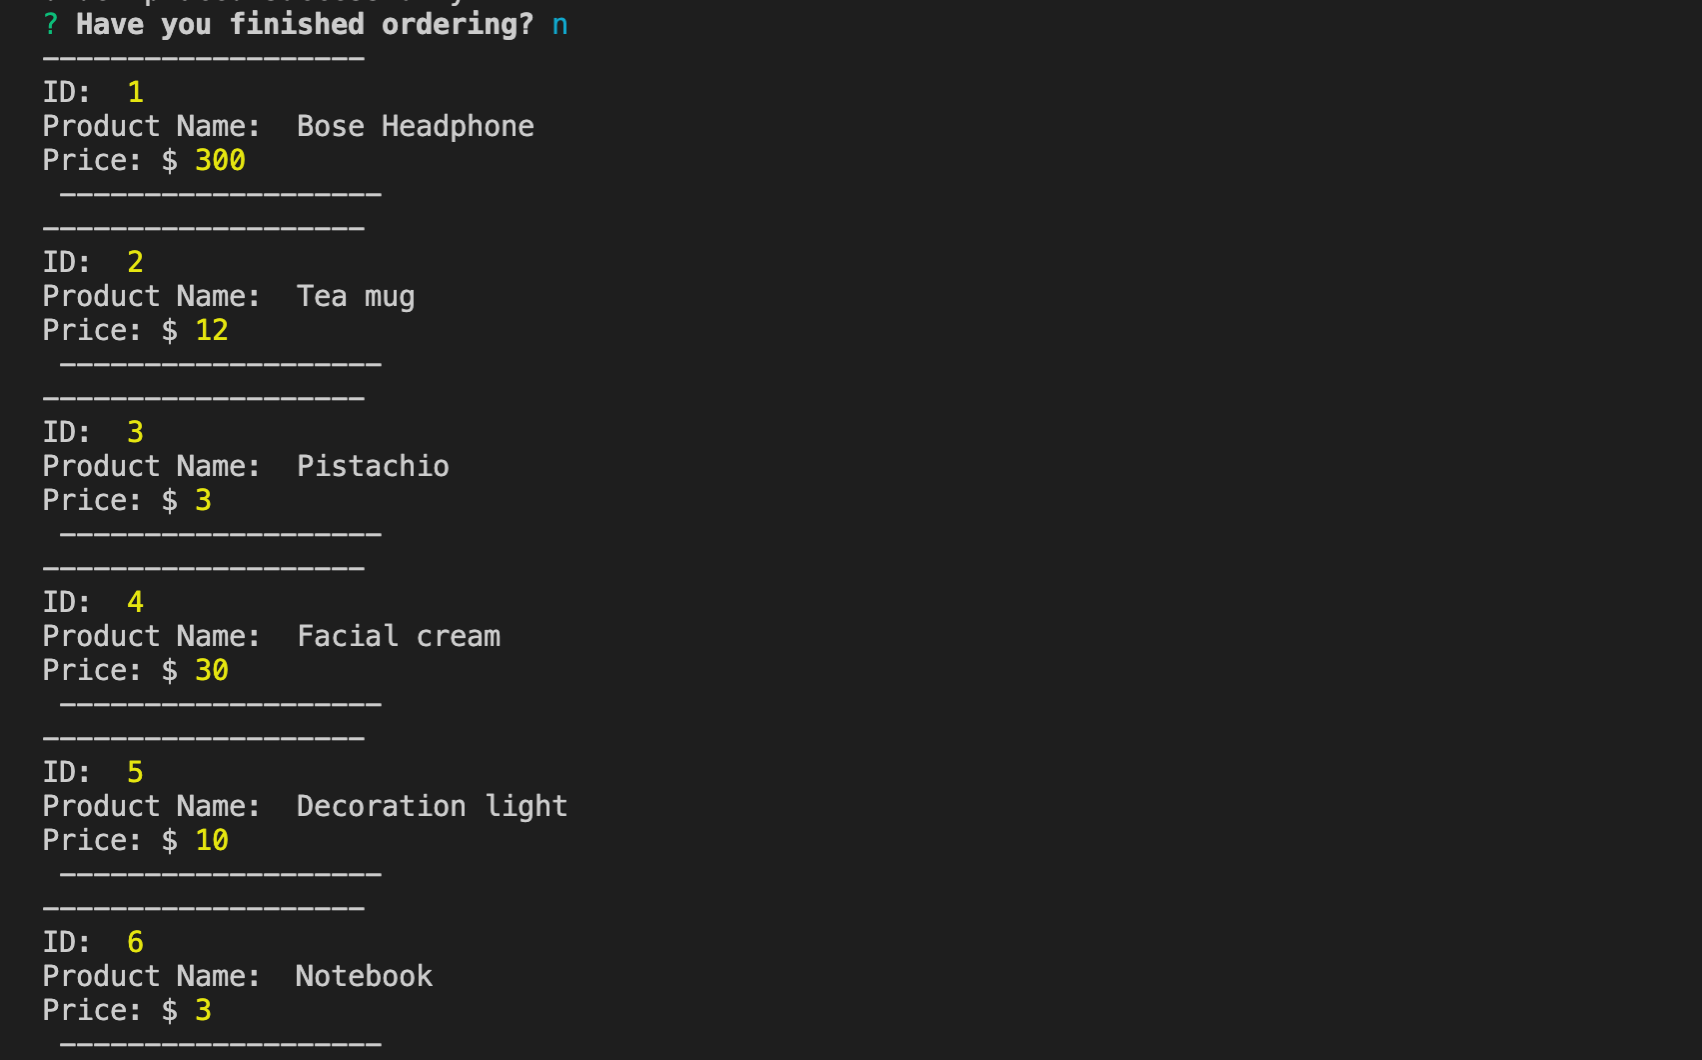 ? Have you finished ordering? n
-------------------
ID:  1
Product Name:  Bose Headphone
Price: $ 300
 -------------------
-------------------
ID:  2
Product Name:  Tea mug
Price: $ 12
 -------------------
-------------------
ID:  3
Product Name:  Pistachio
Price: $ 3
 -------------------
-------------------
ID:  4
Product Name:  Facial cream
Price: $ 30
 -------------------
-------------------
ID:  5
Product Name:  Decoration light
Price: $ 10
 -------------------
-------------------
ID:  6
Product Name:  Notebook
Price: $ 3
 -------------------